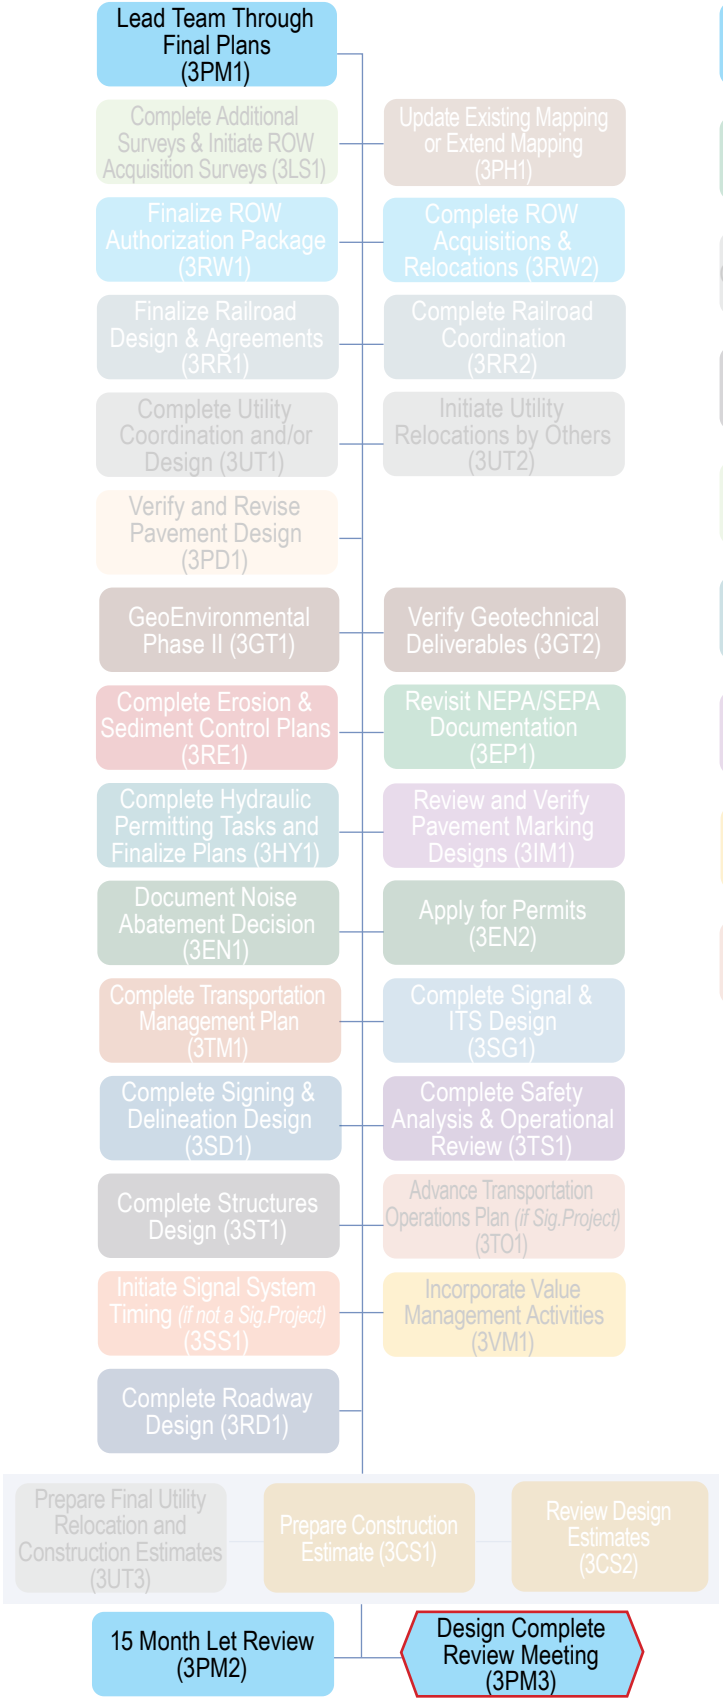 Lead Team Through
Final Plans
(3PM1)
Complete Additional
Surveys & Initiate ROW
Acquisition Surveys (3LS1)
Update Existing Mapping
or Extend Mapping
(3PH1)
Finalize ROW
Authorization Package
(3RW1)
Complete ROW
Acquisitions &
Relocations (3RW2)
Finalize Railroad
Design & Agreements
(3RR1)
Complete Railroad
Coordination
(3RR2)
Complete Utility
Coordination and/or
Design (3UT1)
Initiate Utility
Relocations by Others
(3UT2)
Verify and Revise
Pavement Design
(3PD1)
GeoEnvironmental
Phase II (3GT1)
Verify Geotechnical
Deliverables (3GT2)
Complete Erosion &
Sediment Control Plans
(3RE1)
Revisit NEPA/SEPA
Documentation
(3EP1)
Complete Hydraulic
Permitting Tasks and
Finalize Plans (3HY1)
Review and Verify
Pavement Marking
Designs (3IM1)
Document Noise
Abatement Decision
(3EN1)
Apply for Permits
(3EN2)
Complete Transportation
Management Plan
(3TM1)
Complete Signal &
ITS Design
(3SG1)
Complete Signing &
Delineation Design
(3SD1)
Complete Safety
Analysis & Operational
Review (3TS1)
Complete Structures
Design (3ST1)
Advance Transportation
Operations Plan (if Sig.Project)
(3TO1)
Initiate Signal System
Timing (if not a Sig.Project)
(3SS1)
Incorporate Value
Management Activities
(3VM1)
Complete Roadway
Design (3RD1)
Prepare Final Utility
Relocation and
Construction Estimates
(3UT3)
Prepare Construction
Estimate (3CS1)
Review Design
Estimates
(3CS2)
15 Month Let Review
(3PM2)
Design Complete
Review Meeting
(3PM3)